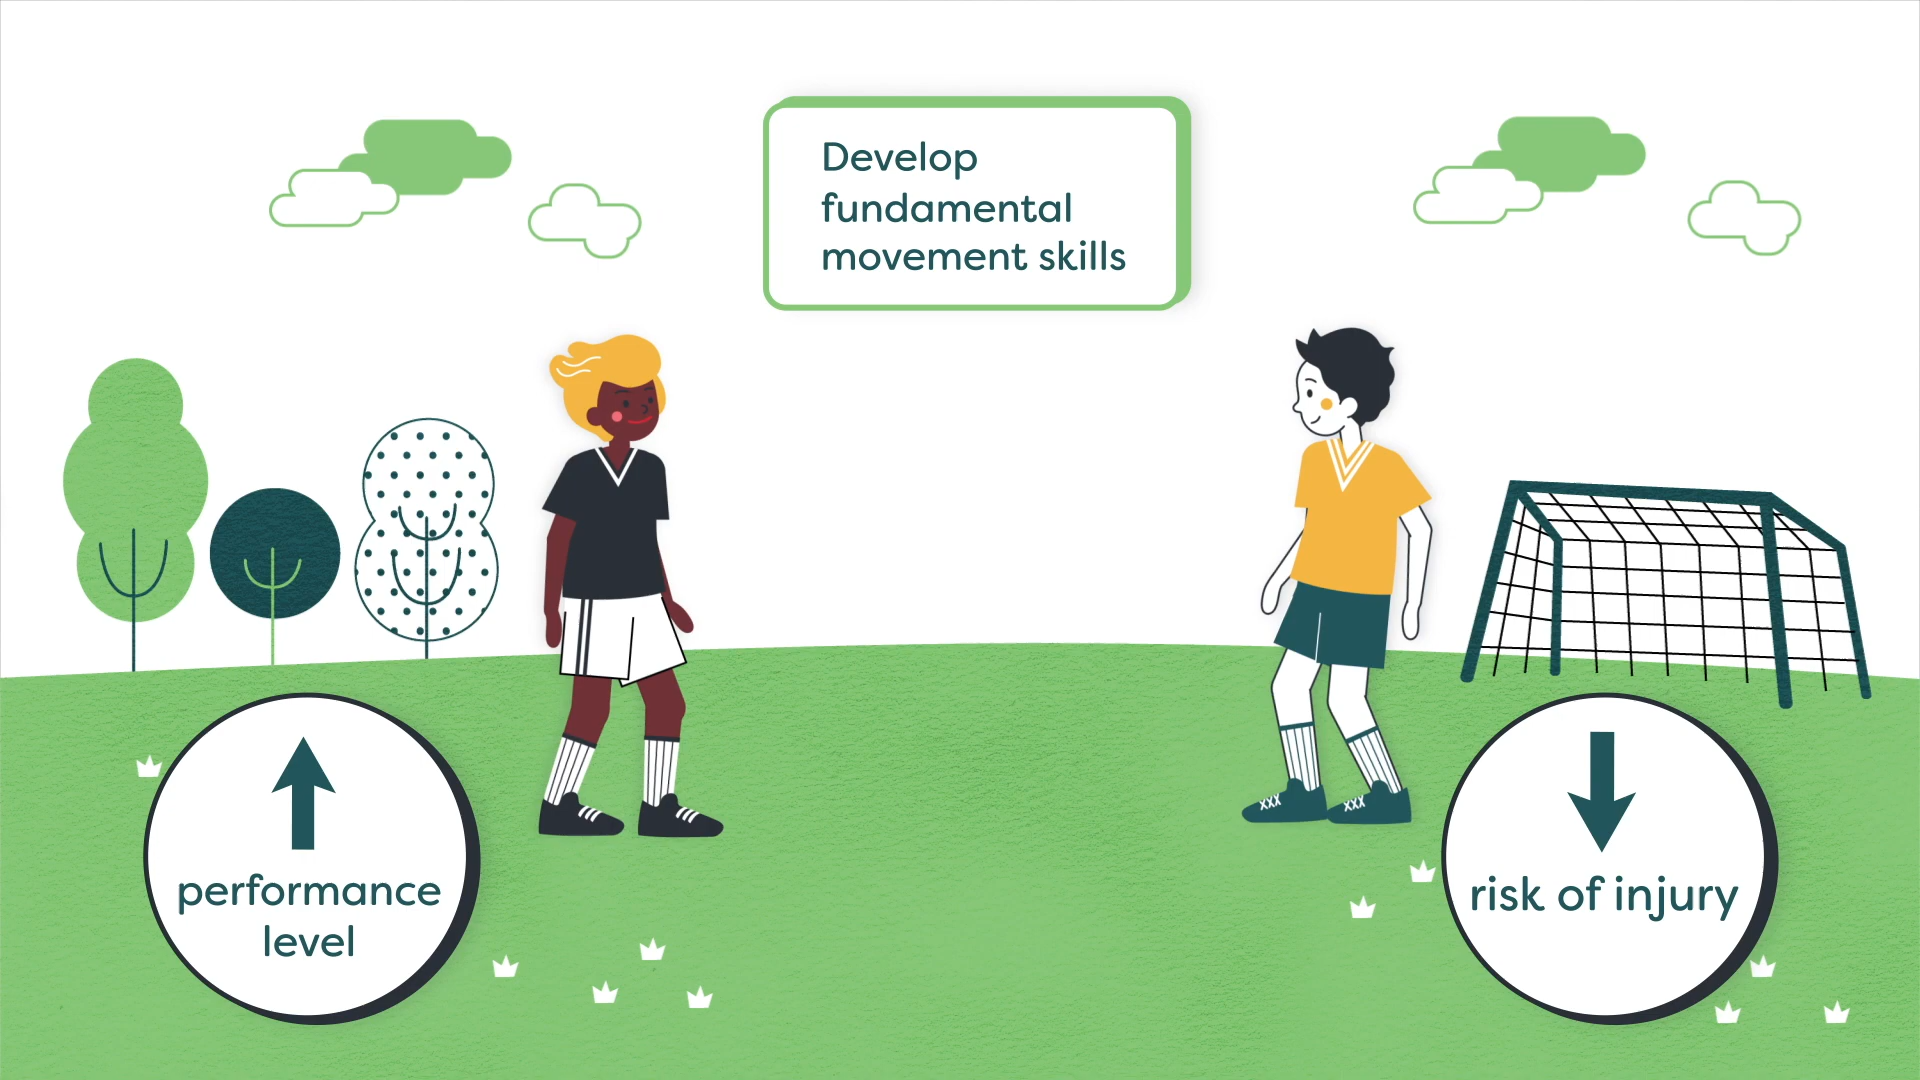 Develop
fundamental
movement skills
performance
level
risk of injury